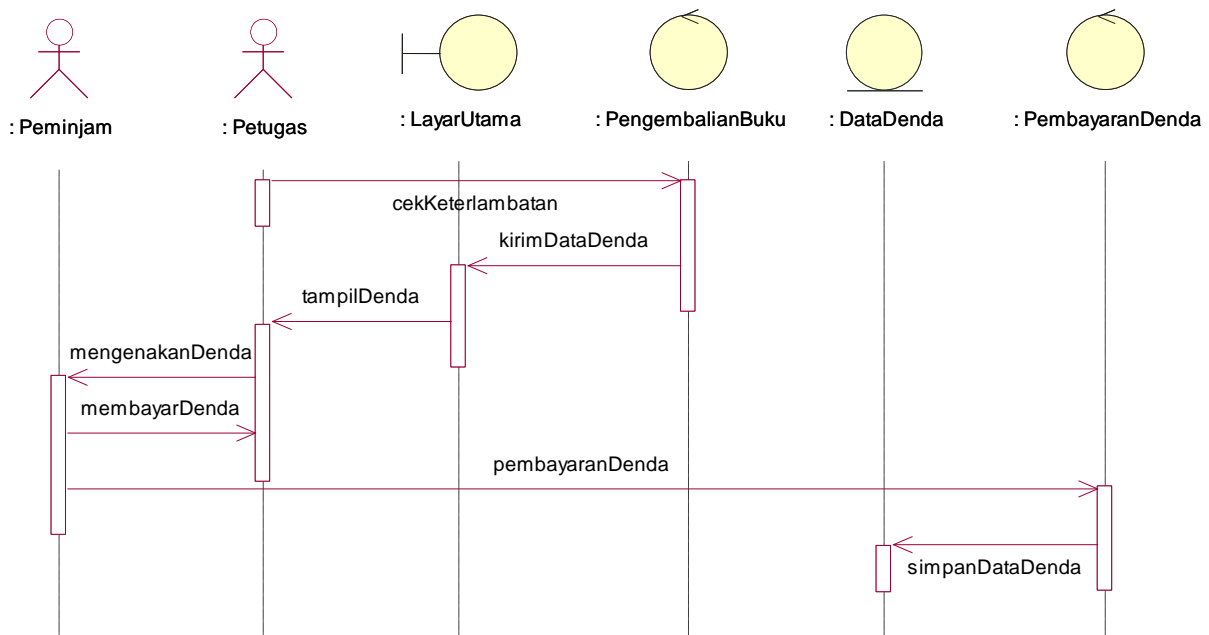 : Peminjam
: Petugas
: LayarUtama
: PengembalianBuku
: DataDenda
: PembayaranDenda
cekKeterlambatan
kirimDataDenda
tampilDenda
mengenakanDenda
membayarDenda
pembayaranDenda
simpanDataDenda